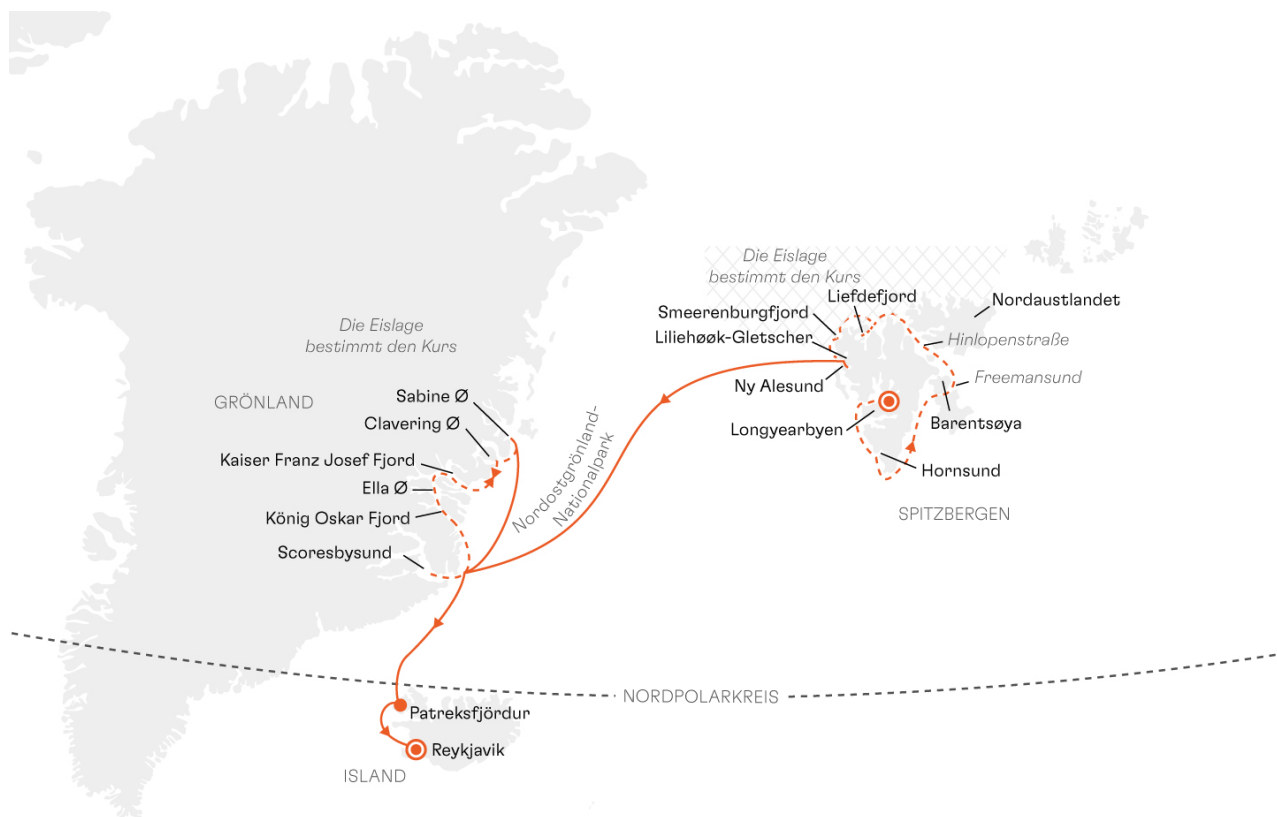 Die Eislage
bestimmt den Kurs
Liefdefjord
Smeerenburgfjord
Nordaustlandet
Liliehøøk-Gletscher
Hinlopenstraße
Ny Alesund
Freemansund
Longyearbyen
Barentsøya
Hornsund
SPITZBERGEN
Die Eislage
bestimmt den Kurs
GRÖNLAND
Sabine Ø
Clavering Ø
Kaiser Franz Josef Fjord
Ella Ø
König Oskar Fjord
Scoresbysund
Nordostgrönland-
Nationalpark
NORDPOLARKREIS
Patreksfjördur
Reykjavik
ISLAND